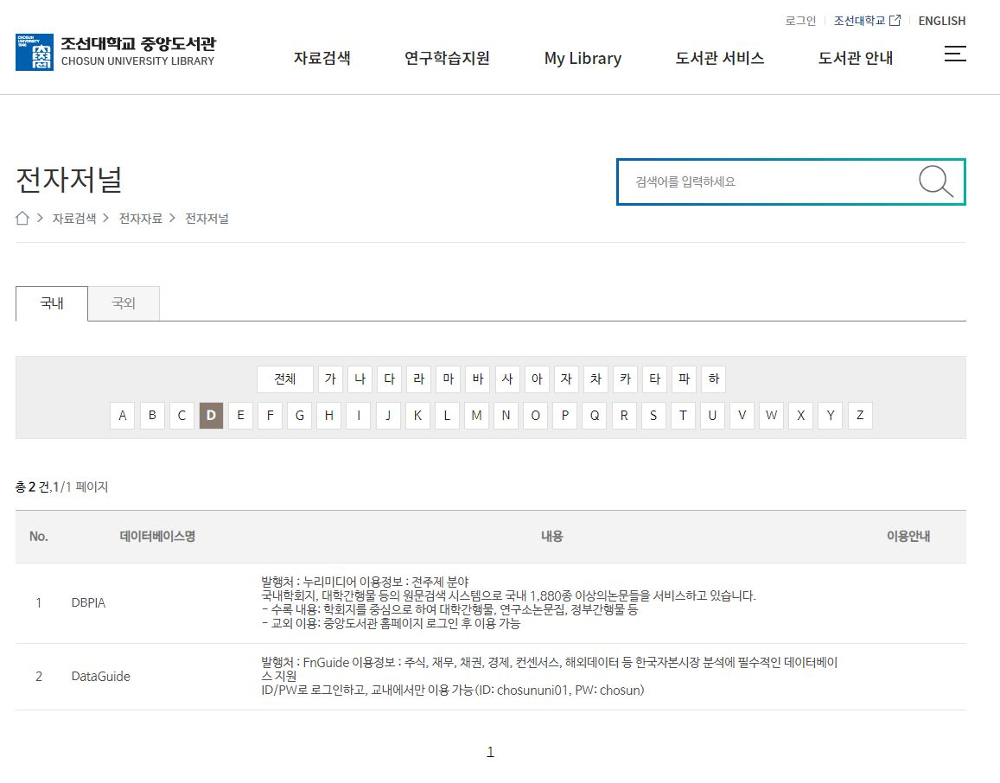 로그인 조선대학교 ENGLISH
CHOSUN UNIVERSITY 1946
조선대학교 중앙도서관
CHOSUN UNIVERSITY LIBRARY
자료검색 연구학습지원 My Library 도서관 서비스 도서관 안내
전자저널
검색어를 입력하세요
> 자료검색 > 전자자료 > 전자저널
국내 국외
전체 가 나 다 라 마 바 사 아 자 차 카 타 파 하
A B C D E F G H I J K L M N O P Q R S T U V W X Y Z
총 2 건,1/1 페이지
No. 데이터베이스명 내용 이용안내
발행처 : 누리미디어 이용정보 : 전주제 분야
국내학회지, 대학간행물 등의 원문검색 시스템으로 국내 1,880종 이상의논문들을 서비스하고 있습니다.
1 DBPIA
- 수록 내용: 학회지를 중심으로 하여 대학간행물, 연구소논문집, 정부간행물 등
- 교외 이용: 중앙도서관 홈페이지 로그인 후 이용 가능
발행처 : FnGuide 이용정보 : 주식, 재무, 채권, 경제, 컨센서스, 해외데이터 등 한국자본시장 분석에 필수적인 데이터베이
2 DataGuide 스 지원
ID/PW로 로그인하고, 교내에서만 이용 가능(ID: chosununi01, PW: chosun)
1